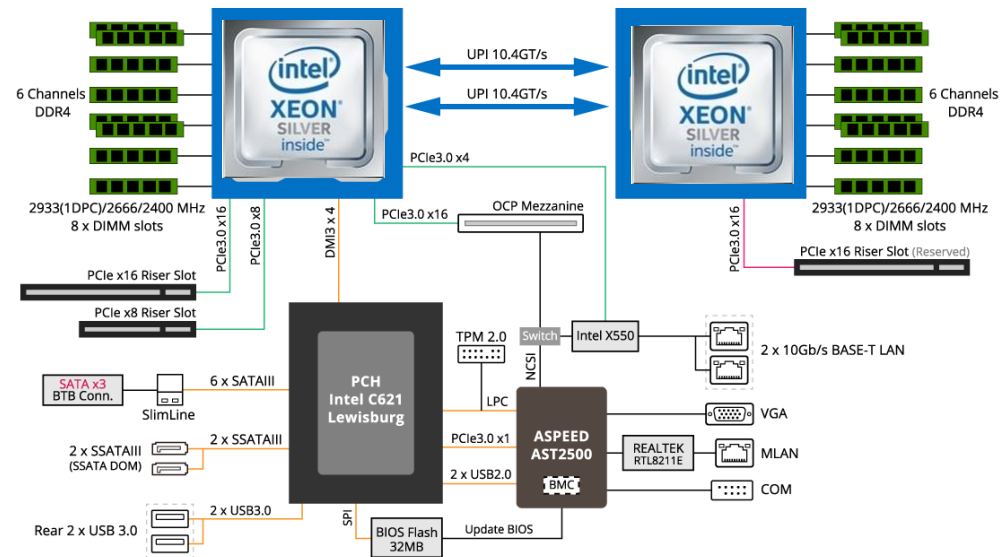 intel
XEON®
SILVER
inside™
UPI 10.4GT/s
UPI 10.4GT/s
intel
XEON®
SILVER
inside™
6 Channels
DDR4
6 Channels
DDR4
2933(1DPC)/2666/2400 MHz
8 x DIMM slots
2933(1DPC)/2666/2400 MHz
8 x DIMM slots
PCIe3.0 x4
PCIe3.0 x16
PCIe3.0 x8
DMI3 x 4
PCIe3.0 x16
OCP Mezzanine
PCIe3.0 x16
PCIe x16 Riser Slot (Reserved)
PCIe x16 Riser Slot
PCIe x8 Riser Slot
TPM 2.0
Switch
Intel X550
2 x 10Gb/s BASE-T LAN
NCSI
SATA x3
BTB Conn.
SlimLine
6 x SATAIII
PCH
Intel C621
Lewisburg
LPC
ASPEED
AST2500
BMC
VGA
2 x SSATAIII
(SSATA DOM)
2 x SSATAIII
PCIe3.0 x1
REALTEK
RTL8211E
MLAN
2 x USB2.0
COM
Rear 2 x USB 3.0
2 x USB3.0
SPI
BIOS Flash
32MB
Update BIOS